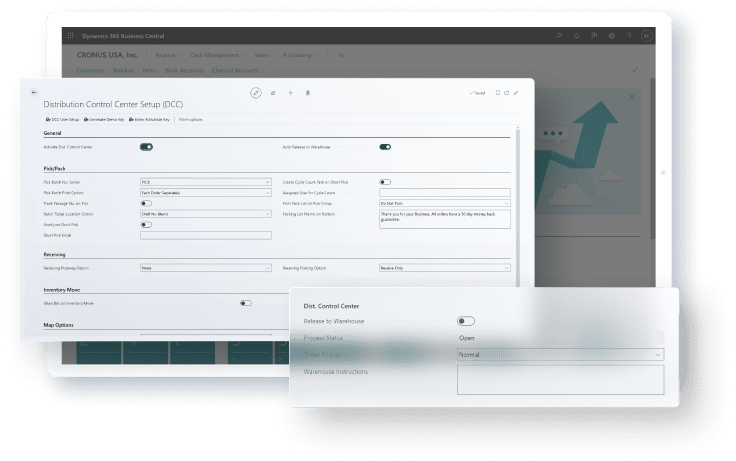 Dynamics 365 Business Central
CRONUS USA, Inc.
Finance
Cash Management
Sales
Purchasing
Customers
Vendors
Items
Bank Accounts
Chart of Accounts
Saved
Distribution Control Center Setup (DCC)
DCC User Setup
Generate Demo Key
Enter Activation Key
More options
General
Activate Dist. Control Center
Auto Release to Warehouse
Pick/Pack
Pick Batch No. Series
PICK
Create Cycle Count Task on Short Pick
Pick Batch Print Option
Each Order Separately
Assigned User for Cycle Count
Track Package No. on Pick
Print Pack List on Pick Comp.
Do Not Print
Batch Ticket Location Option
Shelf No. (Item)
Packing List Memo on Bottom
Thank you for your Business. All orders have a 30 day money back
guarantee.
Notify on Short Pick
Short Pick Email
Receiving
Receiving Putaway Option
None
Receiving Posting Option
Receive Only
Inventory Move
Show Bin on Inventory Move
Map Options
Dist. Control Center
Release to Warehouse
Process Status
Open
Order Priority
Normal
Warehouse Instructions